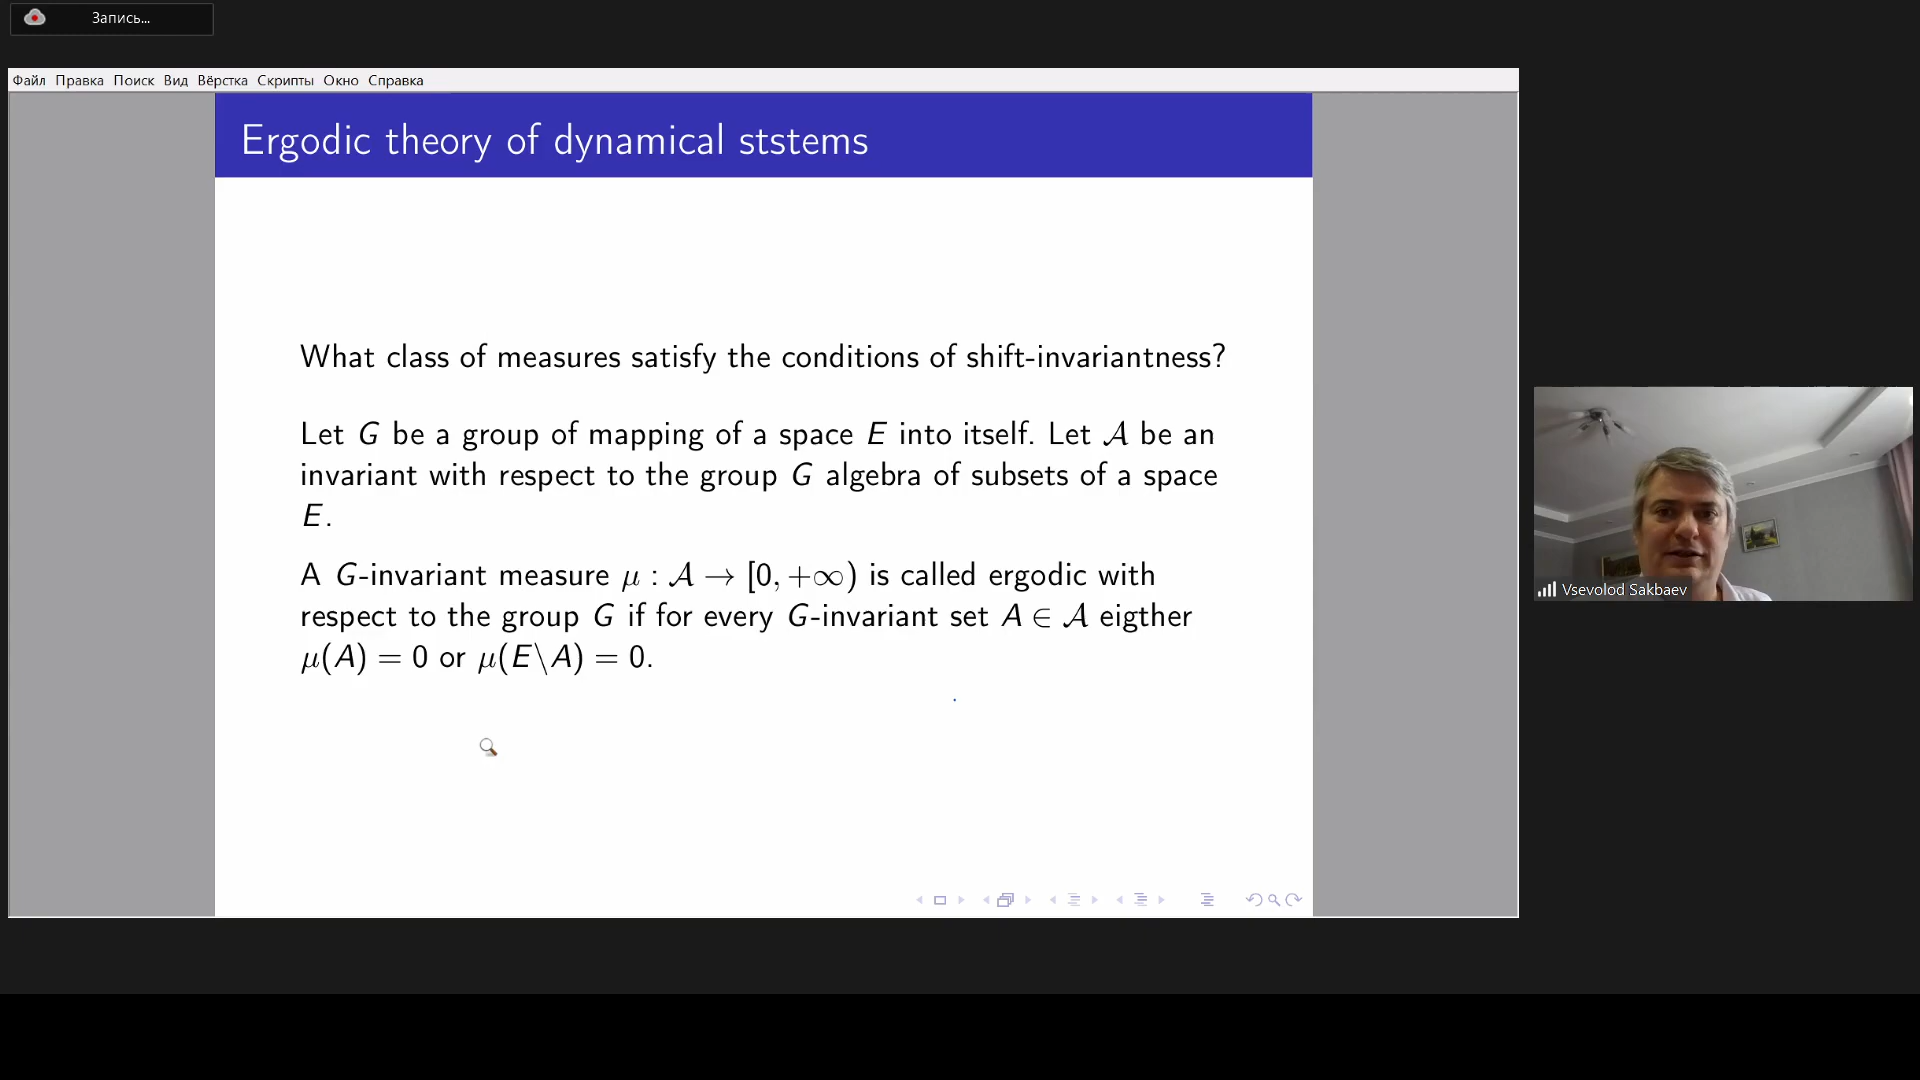 Запись...
Файл Правка Поиск Вид Вёрстка Скрипты Окно Справка
Ergodic theory of dynamical ststems
What class of measures satisfy the conditions of shift-invariantness?
Let G be a group of mapping of a space E into itself. Let 𝒜 be an
invariant with respect to the group G algebra of subsets of a space
E.
A G-invariant measure μ : 𝒜 → [0, +∞) is called ergodic with
respect to the group G if for every G-invariant set A ∈ 𝒜 eigther
μ(A) = 0 or μ(E\A) = 0.
Vsevolod Sakbaev